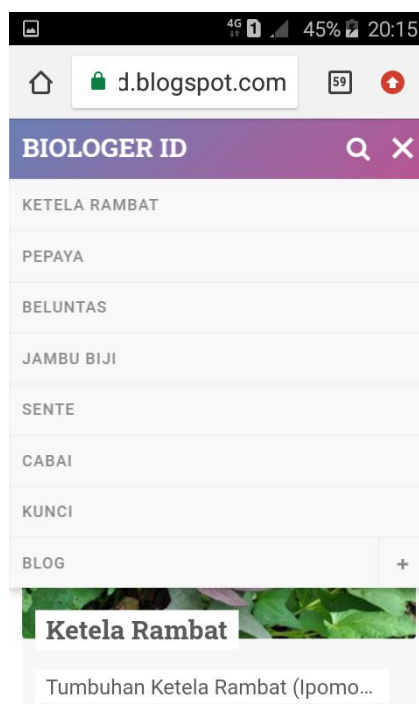 4G 1 45% 20:15
d.blogspot.com 59
BIOLOGER ID
KETELA RAMBAT
PEPAYA
BELUNTAS
JAMBU BIJI
SENTE
CABAI
KUNCI
BLOG +
Ketela Rambat
Tumbuhan Ketela Rambat (Ipomo...